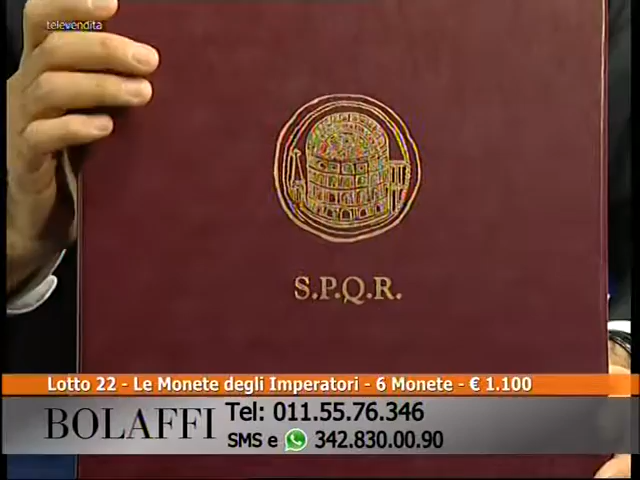 televendita
S.P.Q.R.
Lotto 22 - Le Monete degli Imperatori - 6 Monete - € 1.100
BOLAFFI
Tel: 011.55.76.346
SMS e 342.830.00.90